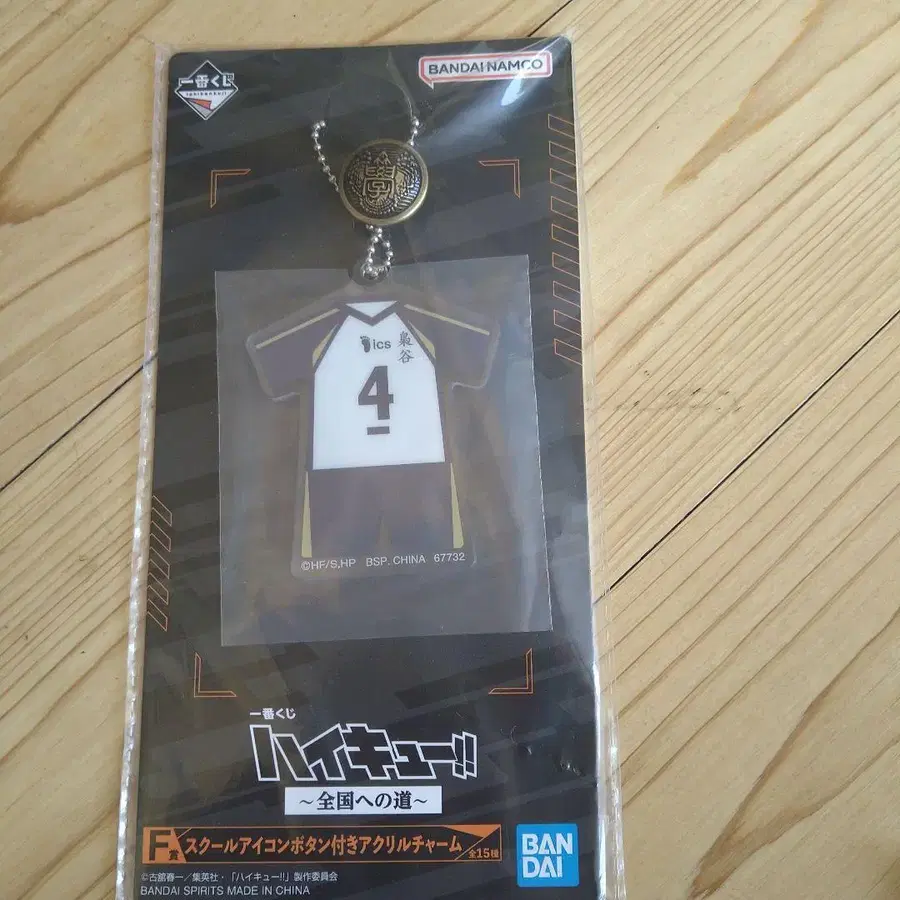 一番くじ
ichibankuji
BANDAI NAMCO
學
ics
梟谷
4
©HF/S,HP BSP. CHINA 67732
一番くじ
ハイキュー!!
～全国への道～
F賞 スクールアイコンボタン付きアクリルチャーム 全15種
©古舘春一／集英社・「ハイキュー!!」製作委員会
BANDAI SPIRITS MADE IN CHINA
BAN
DAI